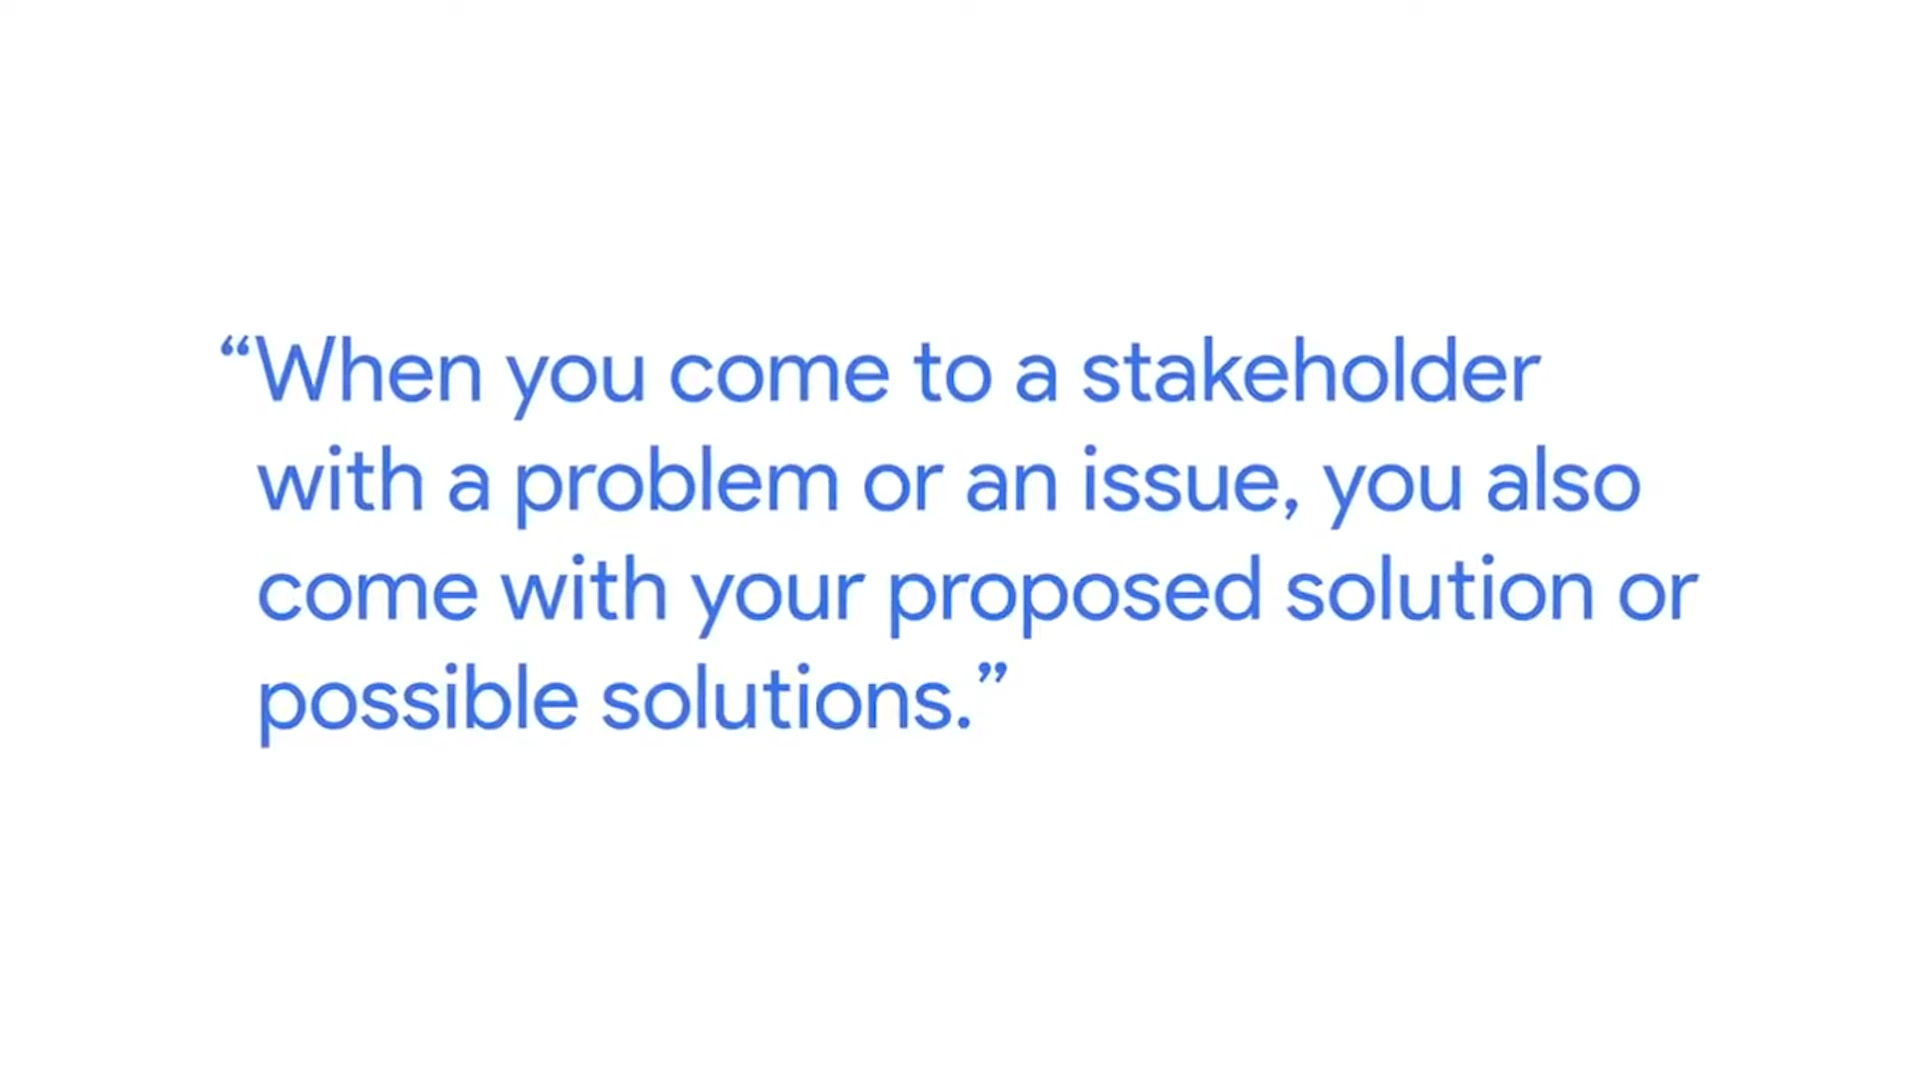 “When you come to a stakeholder
with a problem or an issue, you also
come with your proposed solution or
possible solutions.”